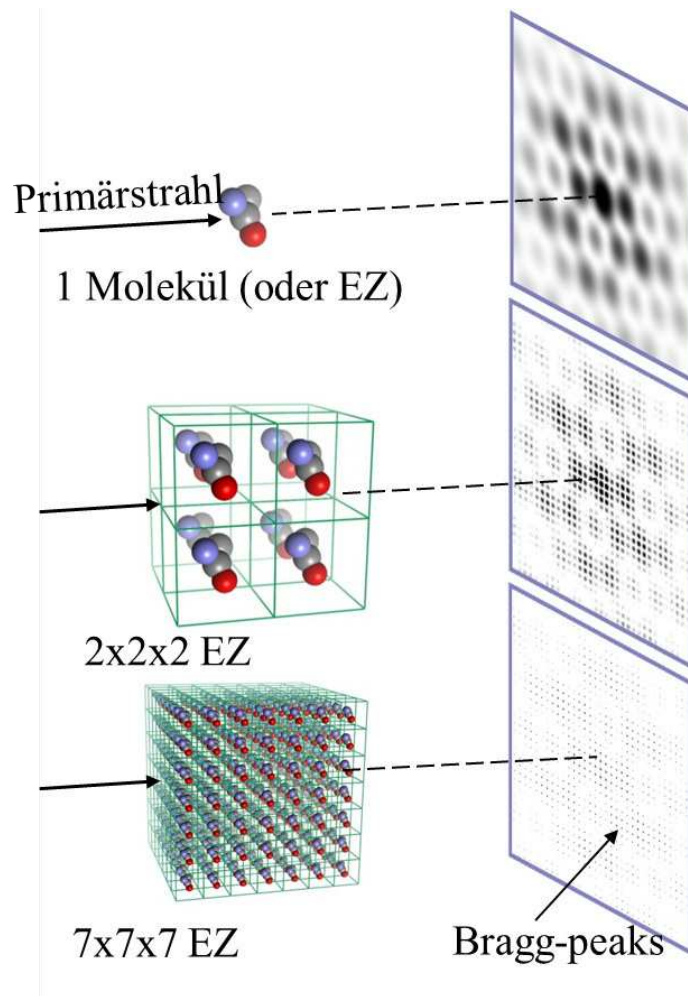 Primärstrahl
1 Molekül (oder EZ)
2x2x2 EZ
7x7x7 EZ
Bragg-peaks